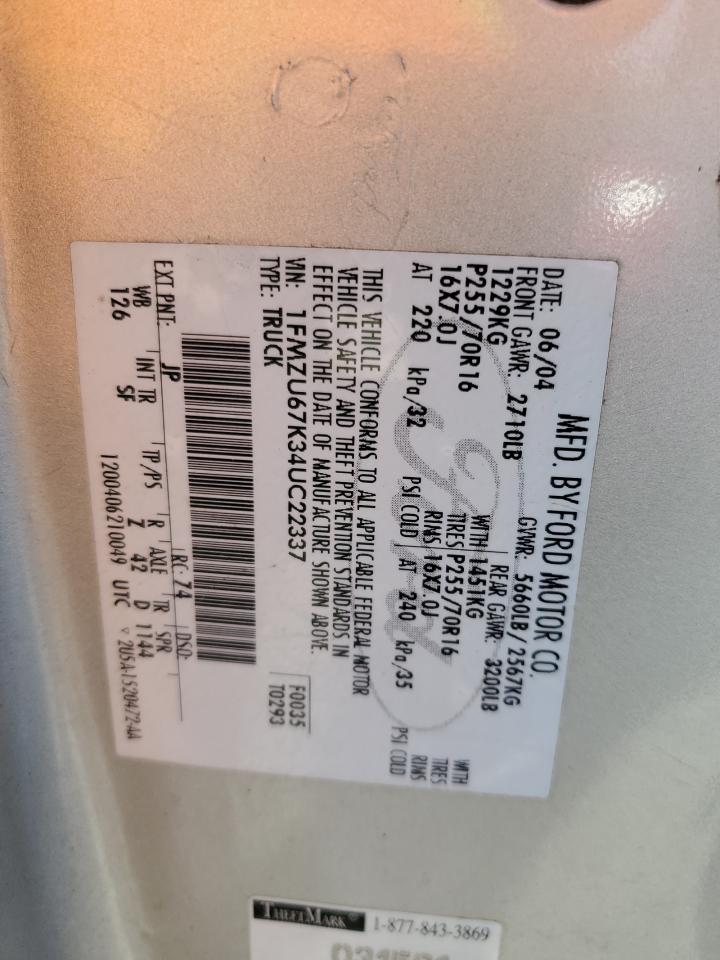 MFD. BY FORD MOTOR CO.
DATE: 06/04 GVWR: 5660LB/ 2567KG
FRONT GAWR: 2710LB REAR GAWR: 3200LB
1229KG WITH 1451KG WITH
P255/70R16 TIRES P255/70R16 TIRES
16X7.0J RIMS 16X7.0J RIMS
AT 220 kPa/32 PSI COLD AT 240 kPa/35 PSI COLD
THIS VEHICLE CONFORMS TO ALL APPLICABLE FEDERAL MOTOR
VEHICLE SAFETY AND THEFT PREVENTION STANDARDS IN
EFFECT ON THE DATE OF MANUFACTURE SHOWN ABOVE.
VIN: 1FMZU67K34UC22337 F0035
TYPE: TRUCK T0293
EXT PNT: JP RC: 74 DSO:
WB INT TR TP/PS R AXLE TR SPR
126 SF Z 42 D 1144
1200406210049 UTC 2U5A-1520472-AA
THEFTMARK 1-877-843-3869